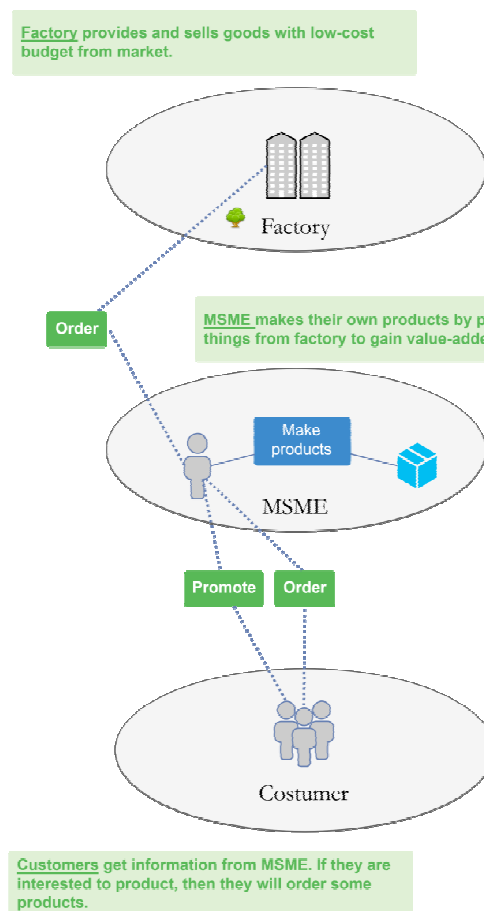 Factory provides and sells goods with low-cost
budget from market.
Factory
Order
MSME makes their own products by
things from factory to gain
Make
products
MSME
Promote
Order
Costumer
Customers get information from MSME. If they are
interested to product, then they will order some
products.